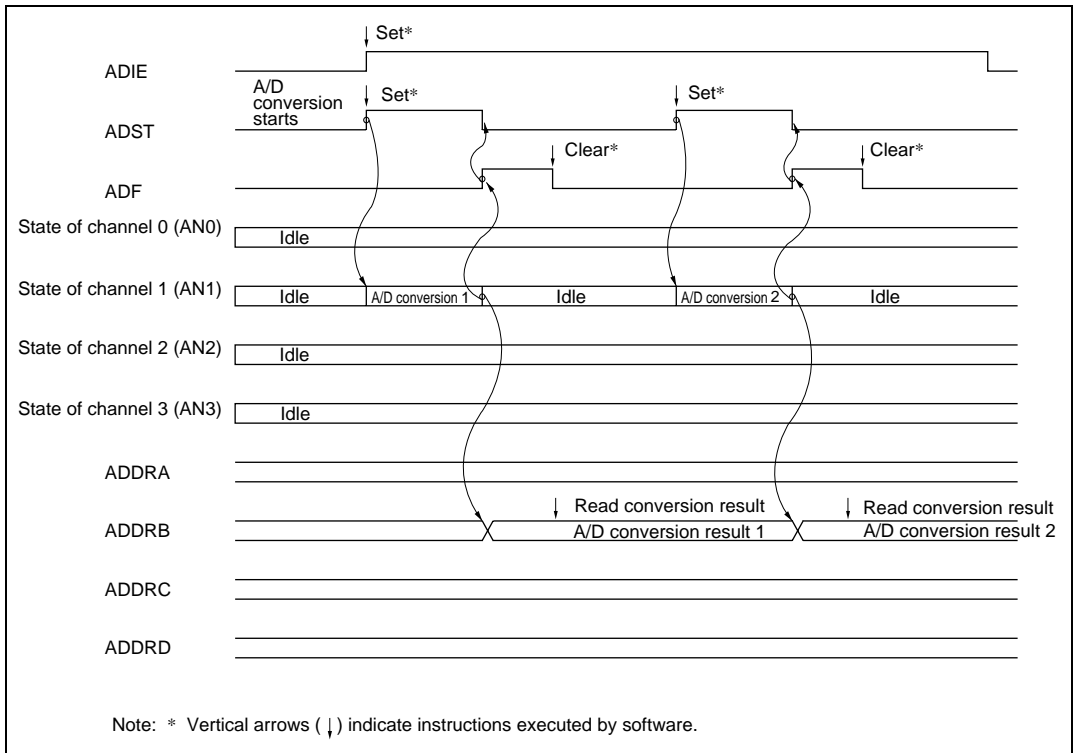 Set*
ADIE
A/D
conversion
starts
Set*
Set*
ADST
Clear*
Clear*
ADF
State of channel 0 (AN0)
Idle
State of channel 1 (AN1)
Idle
A/D conversion 1
Idle
A/D conversion 2
Idle
State of channel 2 (AN2)
Idle
State of channel 3 (AN3)
Idle
ADDRA
Read conversion result
Read conversion result
ADDRB
A/D conversion result 1
A/D conversion result 2
ADDRC
ADDRD
Note: * Vertical arrows (↓) indicate instructions executed by software.